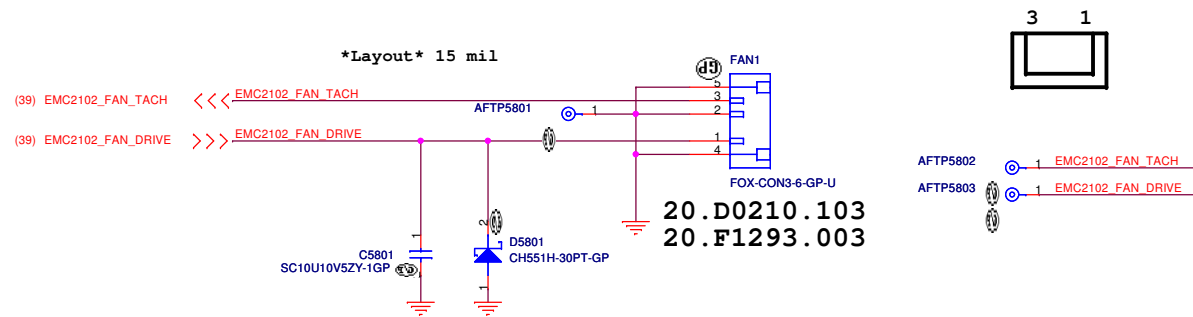 3 1
*Layout* 15 mil
FAN1
GP
5
(39) EMC2102_FAN_TACH EMC2102_FAN_TACH 3
AFTP5801 1 2
(39) EMC2102_FAN_DRIVE EMC2102_FAN_DRIVE 1
4
AFTP5802 1 EMC2102_FAN_TACH
FOX-CON3-6-GP-U
AFTP5803 1 EMC2102_FAN_DRIVE
20.D0210.103
20.F1293.003
1 2
C5801 D5801
SC10U10V5ZY-1GP CH551H-30PT-GP
2 1